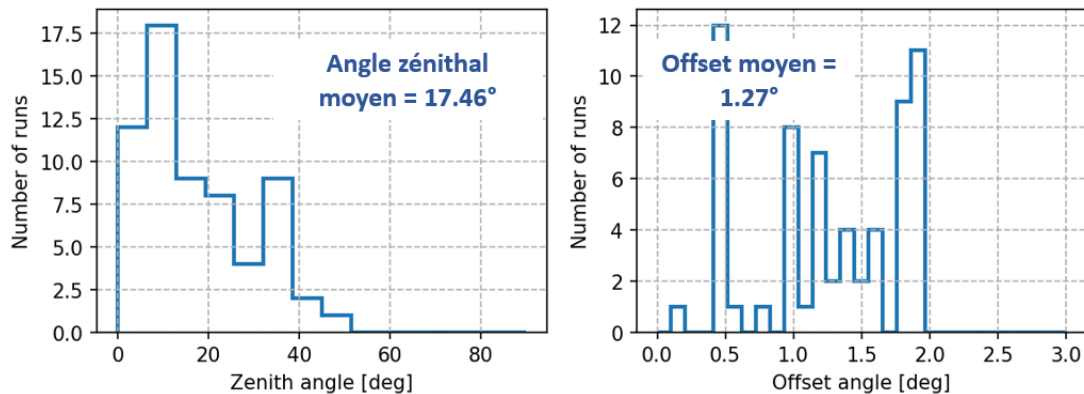 17.5
15.0
12.5
10.0
7.5
5.0
2.5
0.0
Number of runs
Angle zénithal
moyen = 17.46°
0 20 40 60 80
Zenith angle [deg]
12
10
8
6
4
2
0
Number of runs
Offset moyen =
1.27°
0.0 0.5 1.0 1.5 2.0 2.5 3.0
Offset angle [deg]